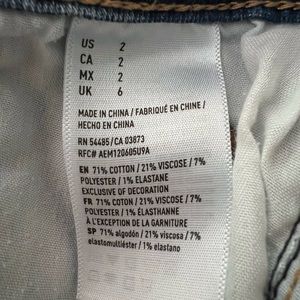 US 2
CA 2
MX 2
UK 6
MADE IN CHINA / FABRIQUÉ EN CHINE /
HECHO EN CHINA
RN 54485/CA 03873
RFC# AEM120605U9A
EN 71% COTTON / 21% VISCOSE / 7%
POLYESTER / 1% ELASTANE
EXCLUSIVE OF DECORATION
FR 71% COTON / 21% VISCOSE / 7%
POLYESTER / 1% ÉLASTHANNE
À L'EXCEPTION DE LA GARNITURE
SP 71% algodón / 21% viscosa / 7%
elastomultiéster / 1% elastano